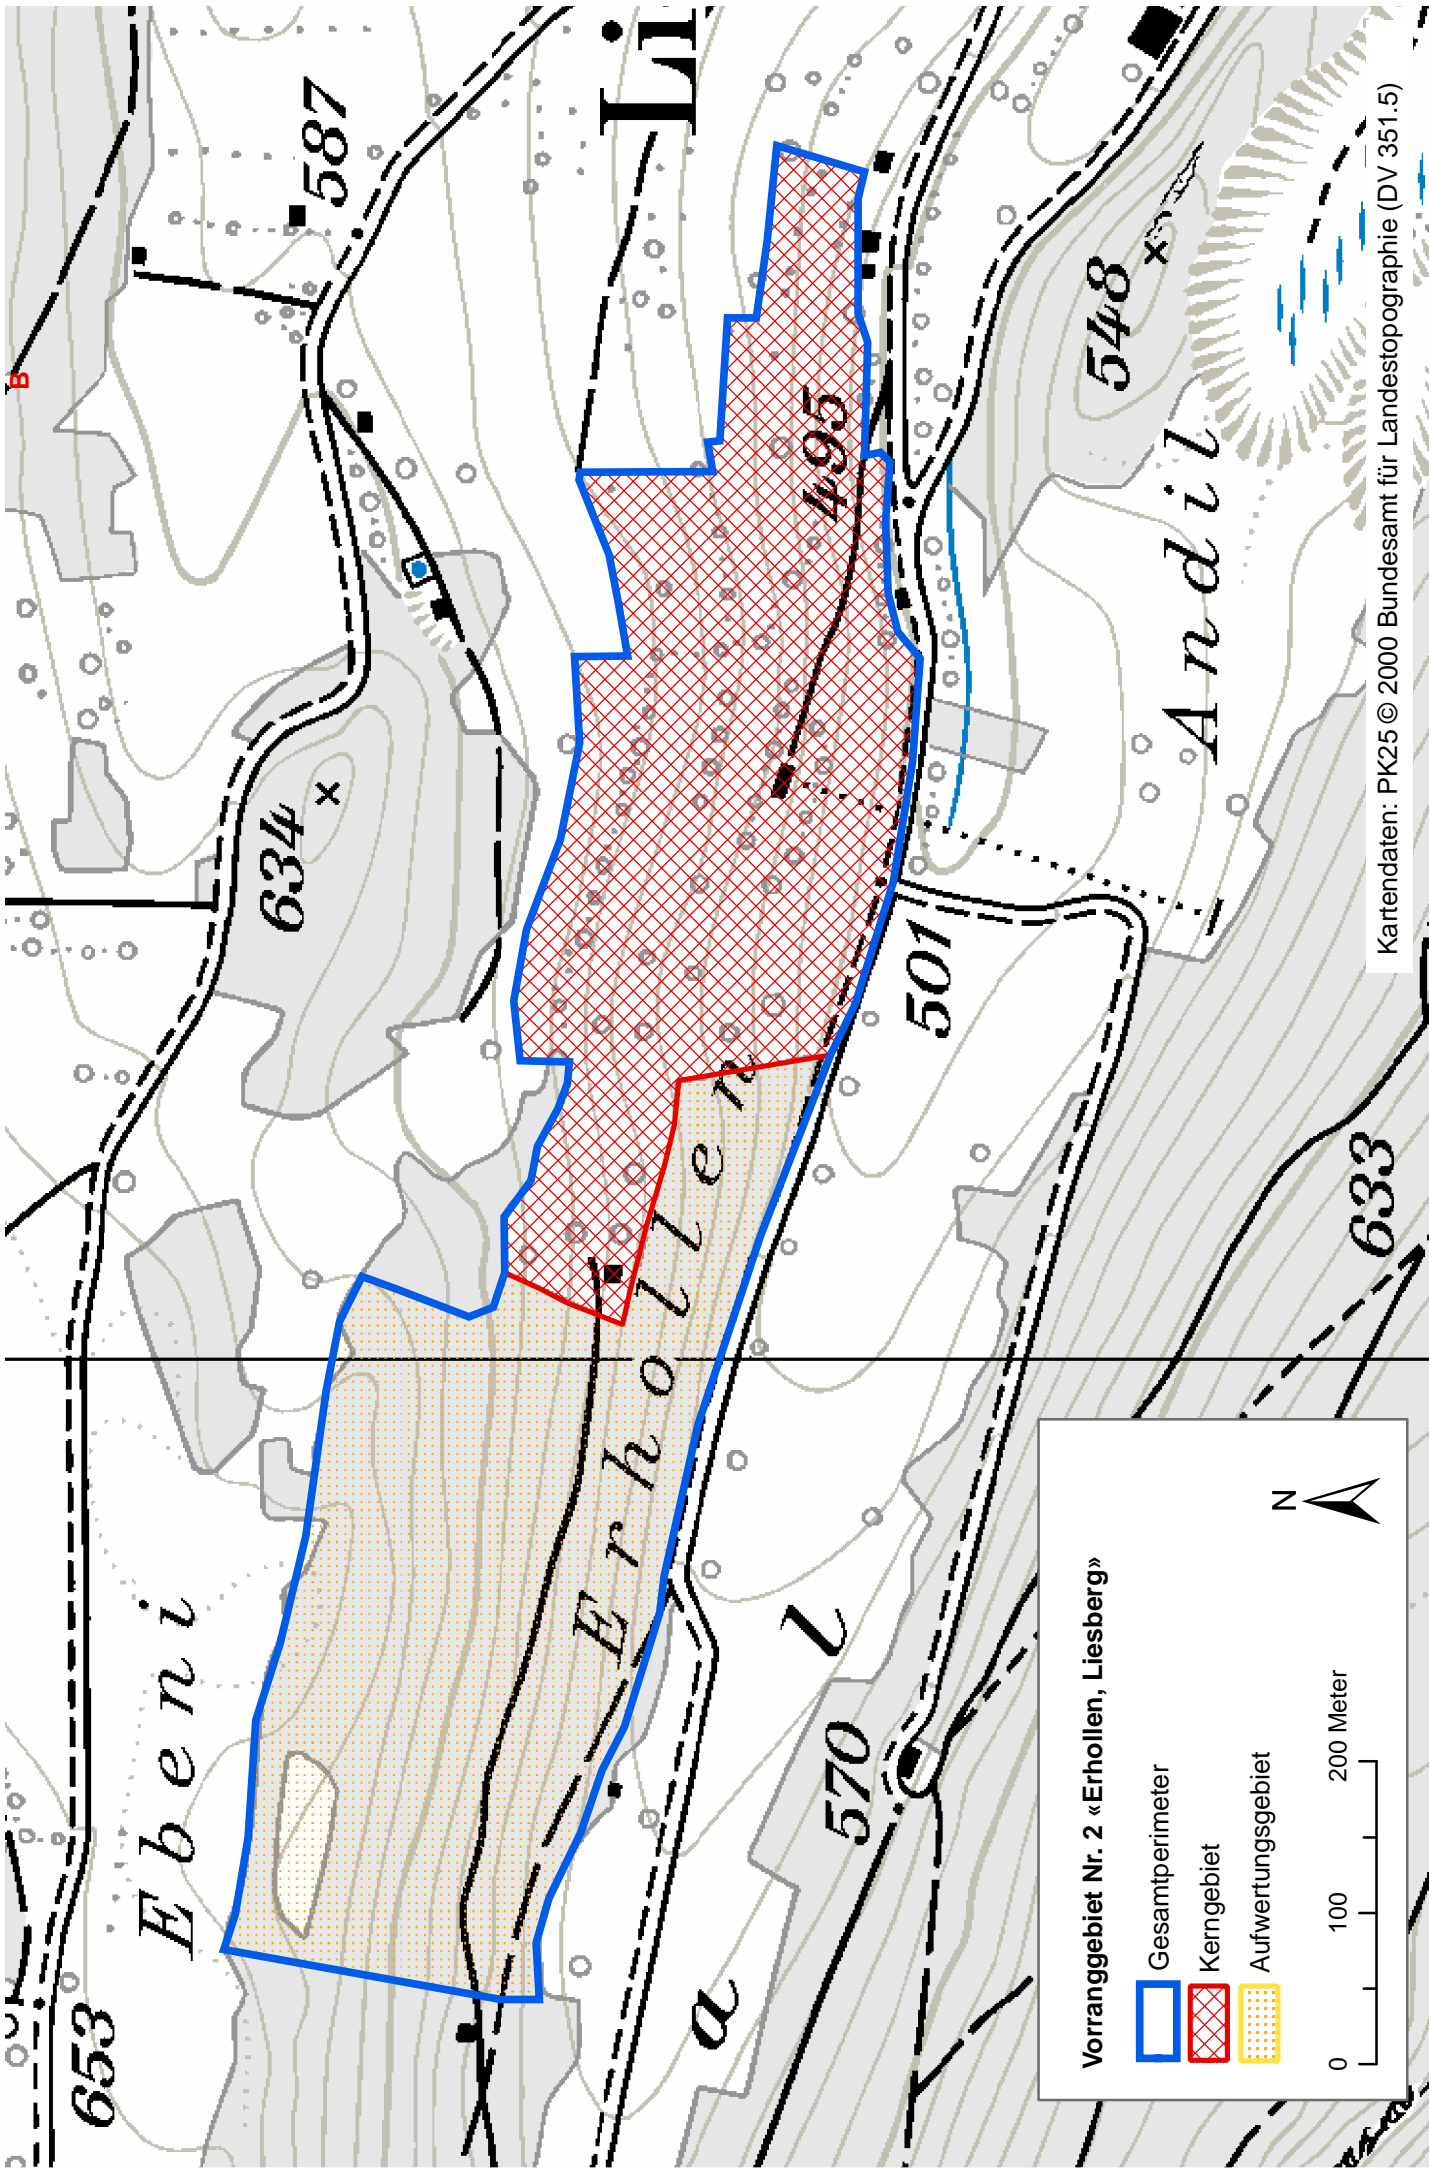 B
587
Li
634
653
Ebeni
495
548
Andil
501
Erhollen
633
570
a
l
Vorranggebiet Nr. 2 «Erhollen, Liesberg»
Gesamtperimeter
Kerngebiet
Aufwertungsgebiet
N
0 100 200 Meter
Kartendaten: PK25 © 2000 Bundesamt für Landestopographie (DV 351.5)